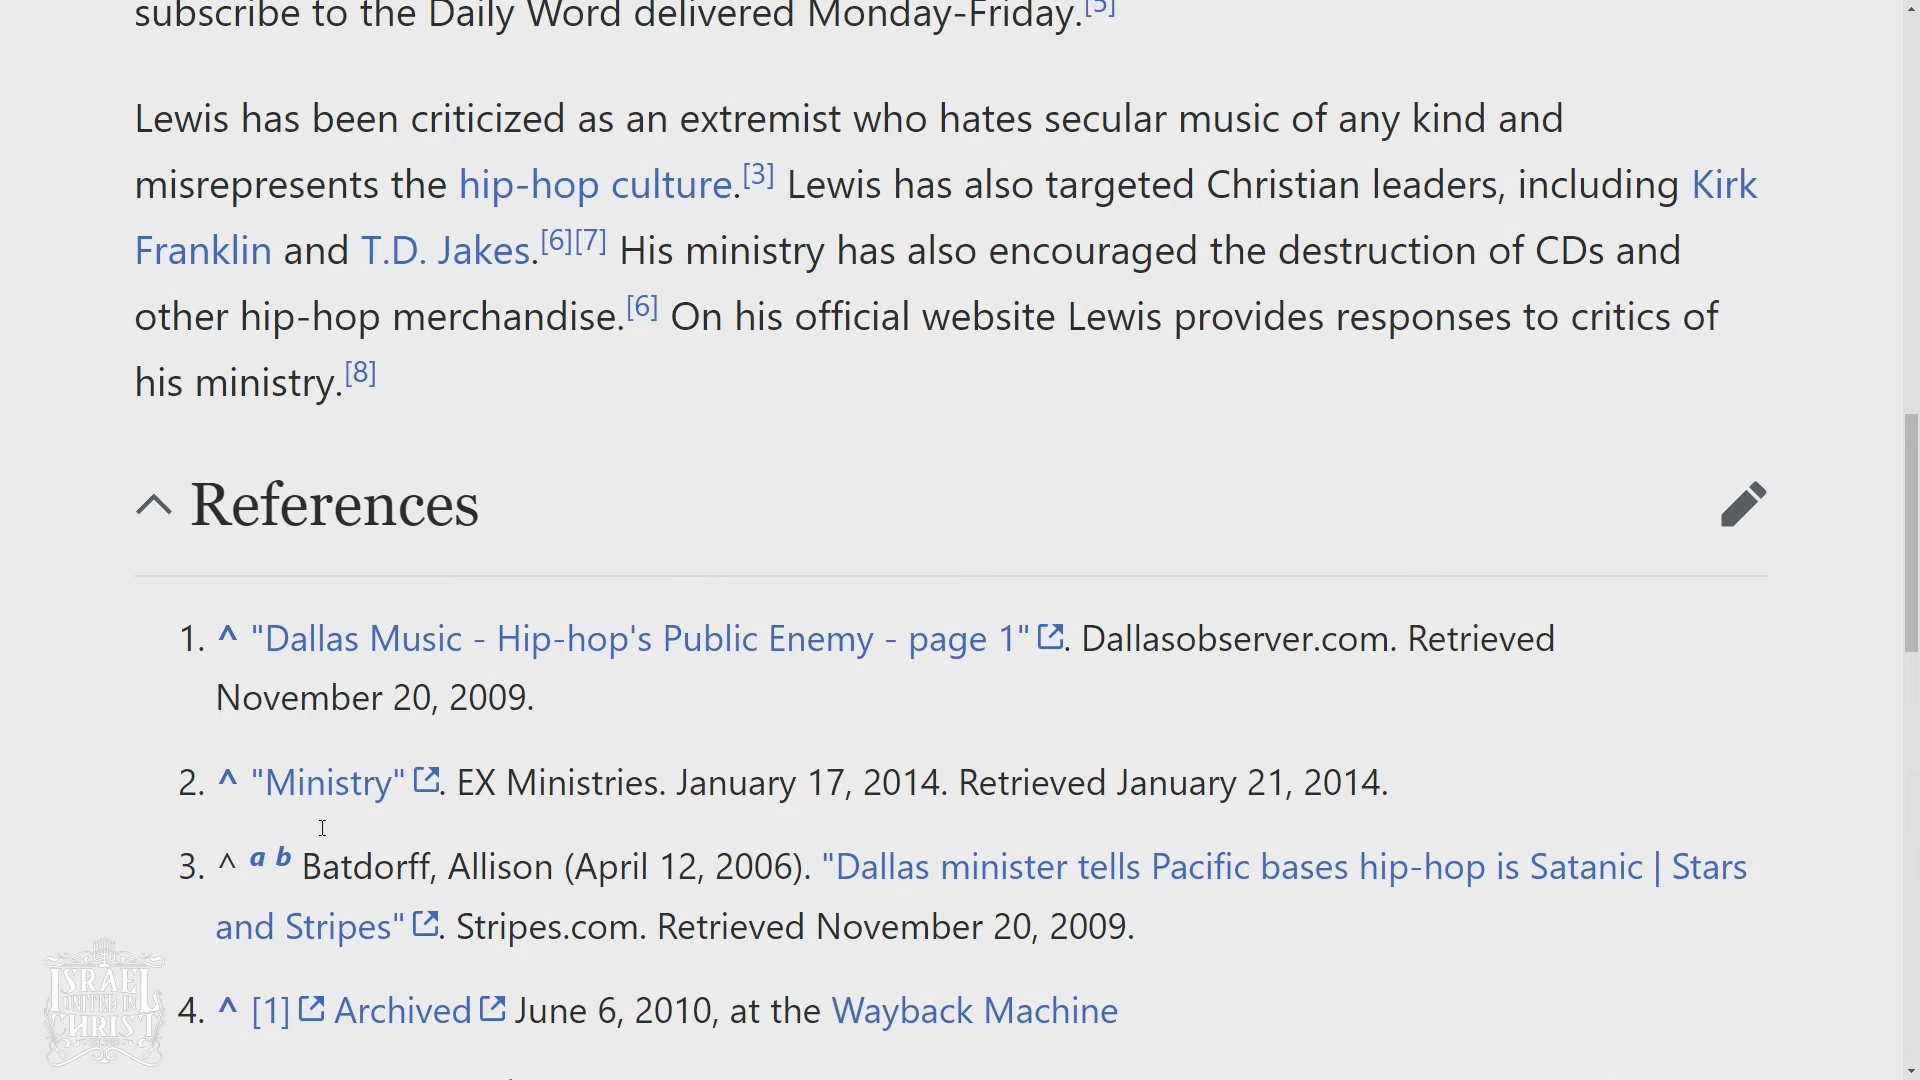 subscribe to the Daily Word delivered Monday-Friday.[5]
Lewis has been criticized as an extremist who hates secular music of any kind and
misrepresents the hip-hop culture.[3] Lewis has also targeted Christian leaders, including Kirk
Franklin and T.D. Jakes.[6][7] His ministry has also encouraged the destruction of CDs and
other hip-hop merchandise.[6] On his official website Lewis provides responses to critics of
his ministry.[8]
References
1. ^ "Dallas Music - Hip-hop's Public Enemy - page 1". Dallasobserver.com. Retrieved
November 20, 2009.
2. ^ "Ministry". EX Ministries. January 17, 2014. Retrieved January 21, 2014.
3. ^ a b Batdorff, Allison (April 12, 2006). "Dallas minister tells Pacific bases hip-hop is Satanic | Stars
and Stripes". Stripes.com. Retrieved November 20, 2009.
4. ^ [1] Archived June 6, 2010, at the Wayback Machine
ISRAEL
UNITED IN
CHRIST